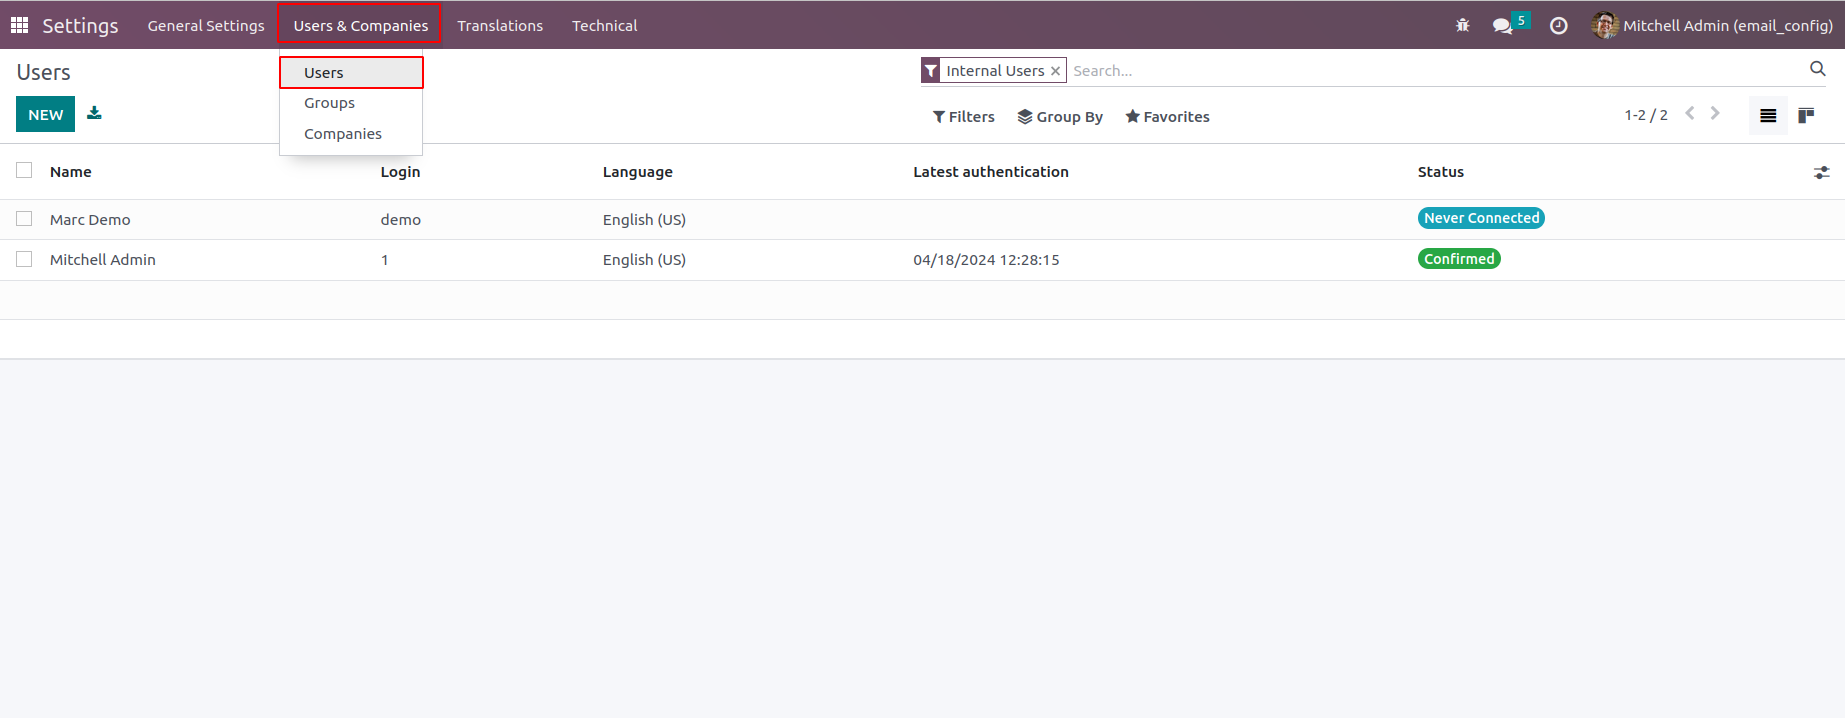 Settings General Settings Users & Companies Translations Technical 5 Mitchell Admin (email_config)
Users
Users
Groups
Companies
Internal Users × Search...
NEW
Filters Group By Favorites 1-2 / 2
Name Login Language Latest authentication Status
Marc Demo demo English (US) Never Connected
Mitchell Admin 1 English (US) 04/18/2024 12:28:15 Confirmed